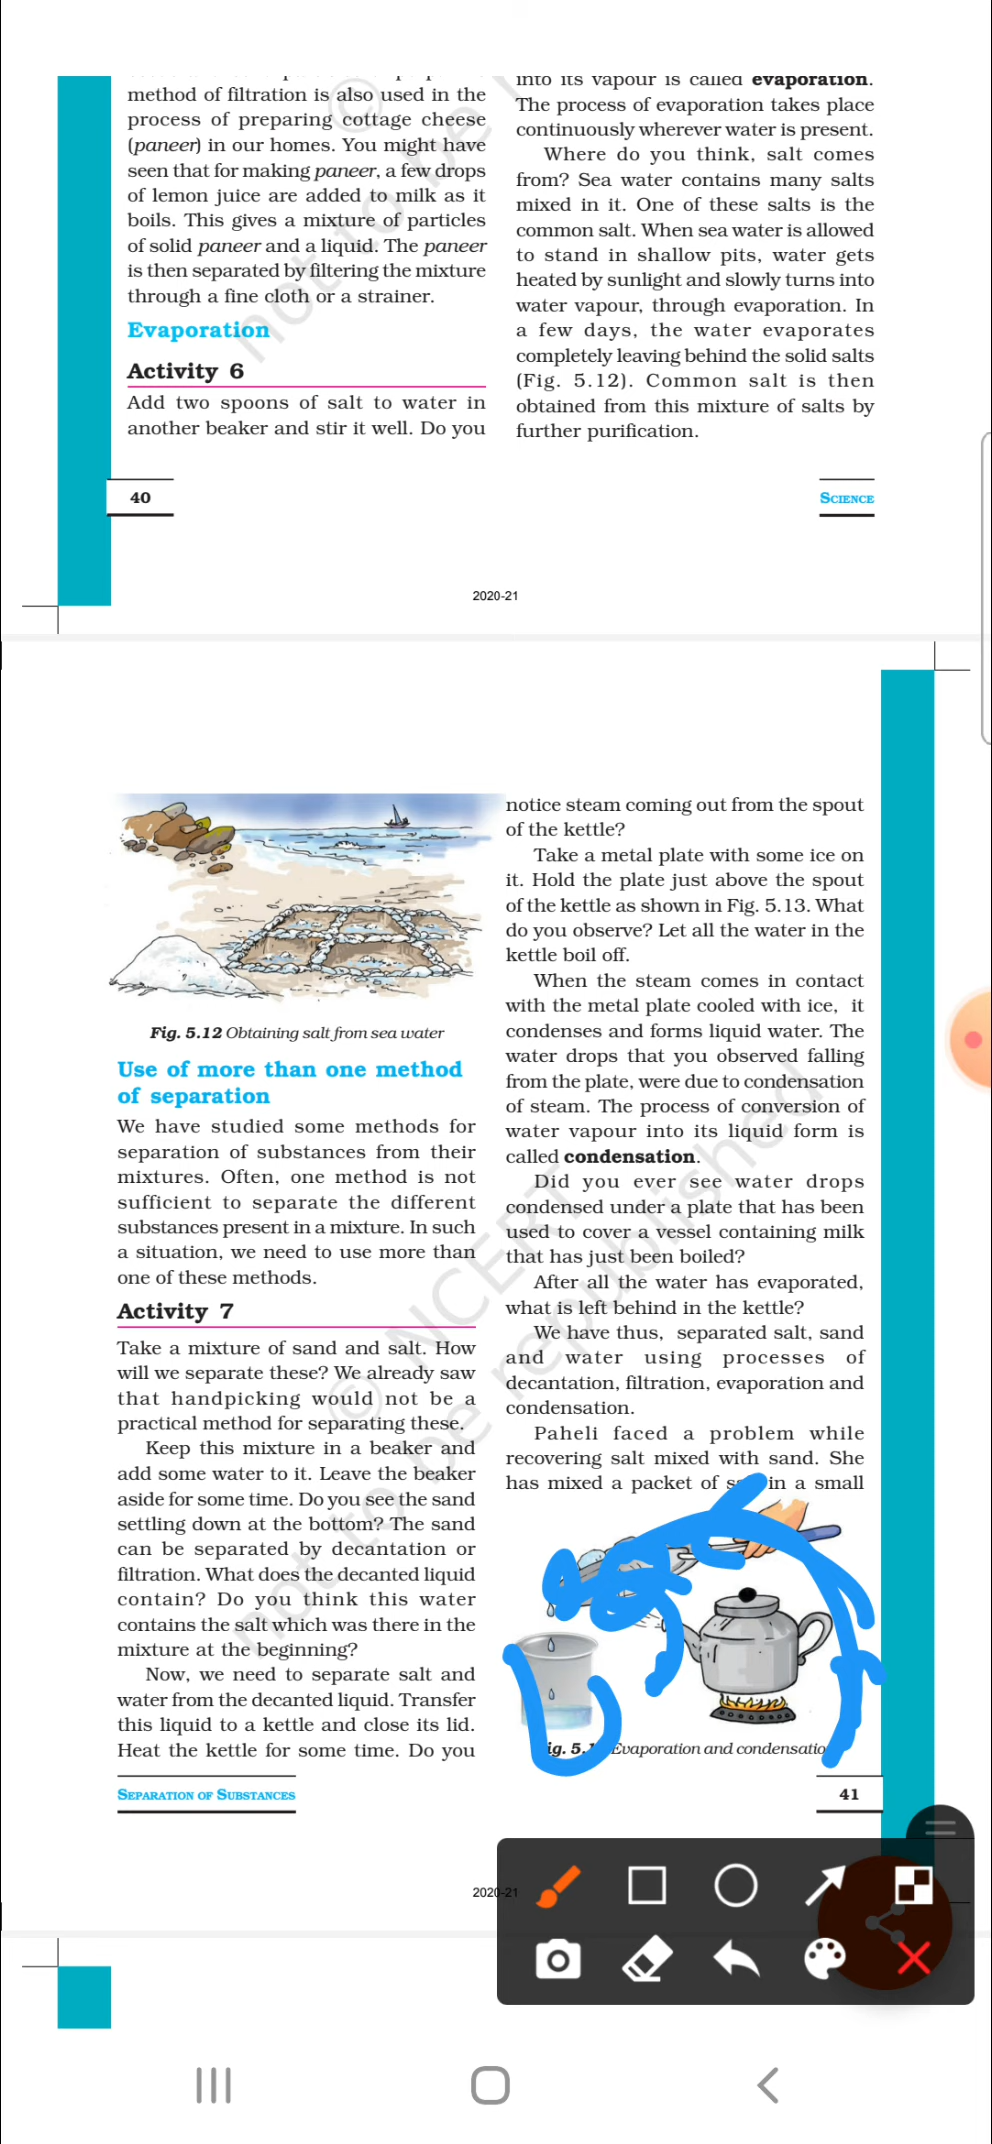 method of filtration is also used in the
process of preparing cottage cheese
(paneer) in our homes. You might have
seen that for making paneer, a few drops
of lemon juice are added to milk as it
boils. This gives a mixture of particles
of solid paneer and a liquid. The paneer
is then separated by filtering the mixture
through a fine cloth or a strainer.
Evaporation
Activity 6
Add two spoons of salt to water in
another beaker and stir it well. Do you
into its vapour is called evaporation.
The process of evaporation takes place
continuously wherever water is present.
Where do you think, salt comes
from? Sea water contains many salts
mixed in it. One of these salts is the
common salt. When sea water is allowed
to stand in shallow pits, water gets
heated by sunlight and slowly turns into
water vapour, through evaporation. In
a few days, the water evaporates
completely leaving behind the solid salts
(Fig. 5.12). Common salt is then
obtained from this mixture of salts by
further purification.
© not to be
40
SCIENCE
2020-21
Fig. 5.12 Obtaining salt from sea water
Use of more than one method
of separation
We have studied some methods for
separation of substances from their
mixtures. Often, one method is not
sufficient to separate the different
substances present in a mixture. In such
a situation, we need to use more than
one of these methods.
Activity 7
Take a mixture of sand and salt. How
will we separate these? We already saw
that handpicking would not be a
practical method for separating these.
Keep this mixture in a beaker and
add some water to it. Leave the beaker
aside for some time. Do you see the sand
settling down at the bottom? The sand
can be separated by decantation or
filtration. What does the decanted liquid
contain? Do you think this water
contains the salt which was there in the
mixture at the beginning?
Now, we need to separate salt and
water from the decanted liquid. Transfer
this liquid to a kettle and close its lid.
Heat the kettle for some time. Do you
notice steam coming out from the spout
of the kettle?
Take a metal plate with some ice on
it. Hold the plate just above the spout
of the kettle as shown in Fig. 5.13. What
do you observe? Let all the water in the
kettle boil off.
When the steam comes in contact
with the metal plate cooled with ice, it
condenses and forms liquid water. The
water drops that you observed falling
from the plate, were due to condensation
of steam. The process of conversion of
water vapour into its liquid form is
called condensation.
Did you ever see water drops
condensed under a plate that has been
used to cover a vessel containing milk
that has just been boiled?
After all the water has evaporated,
what is left behind in the kettle?
We have thus, separated salt, sand
and water using processes of
decantation, filtration, evaporation and
condensation.
Paheli faced a problem while
recovering salt mixed with sand. She
has mixed a packet of in a small
Evaporation and
© NCERT
not to be republished
SEPARATION OF SUBSTANCES
41
2020-21